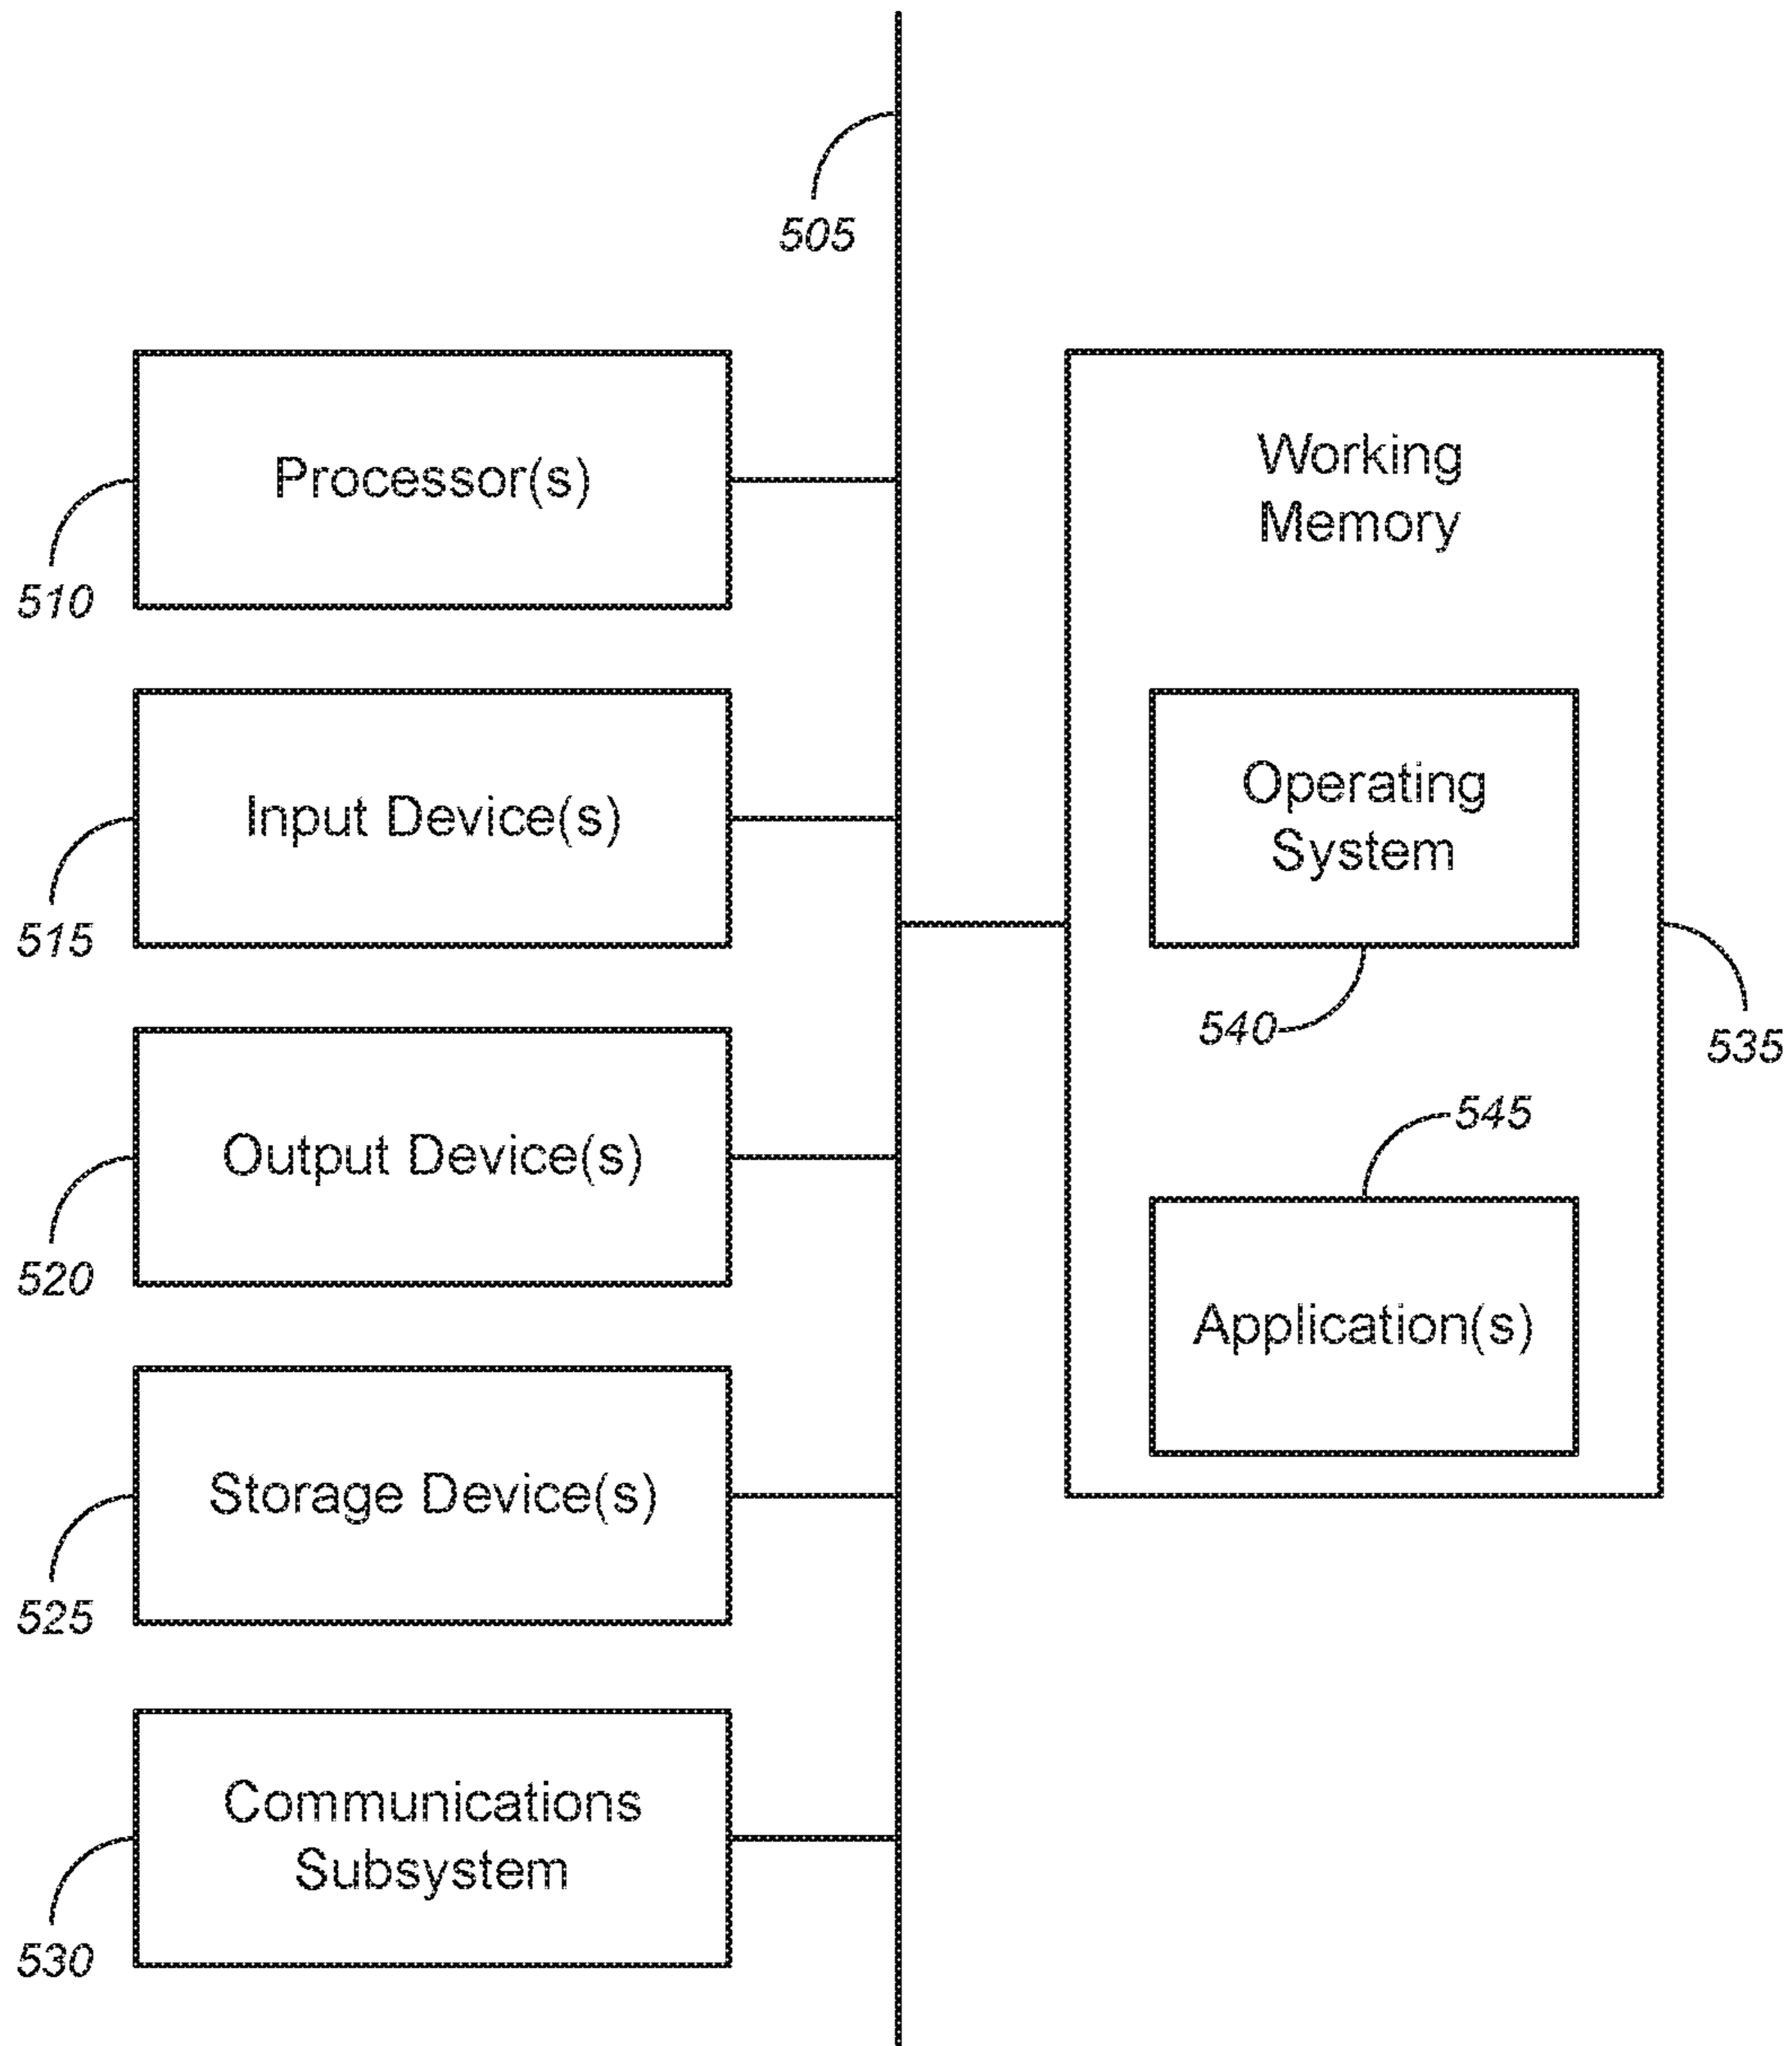 505
Processor(s)
510
Input Device(s)
515
Output Device(s)
520
Storage Device(s)
525
Communications
Subsystem
530
Working
Memory
Operating
System
540
535
545
Application(s)